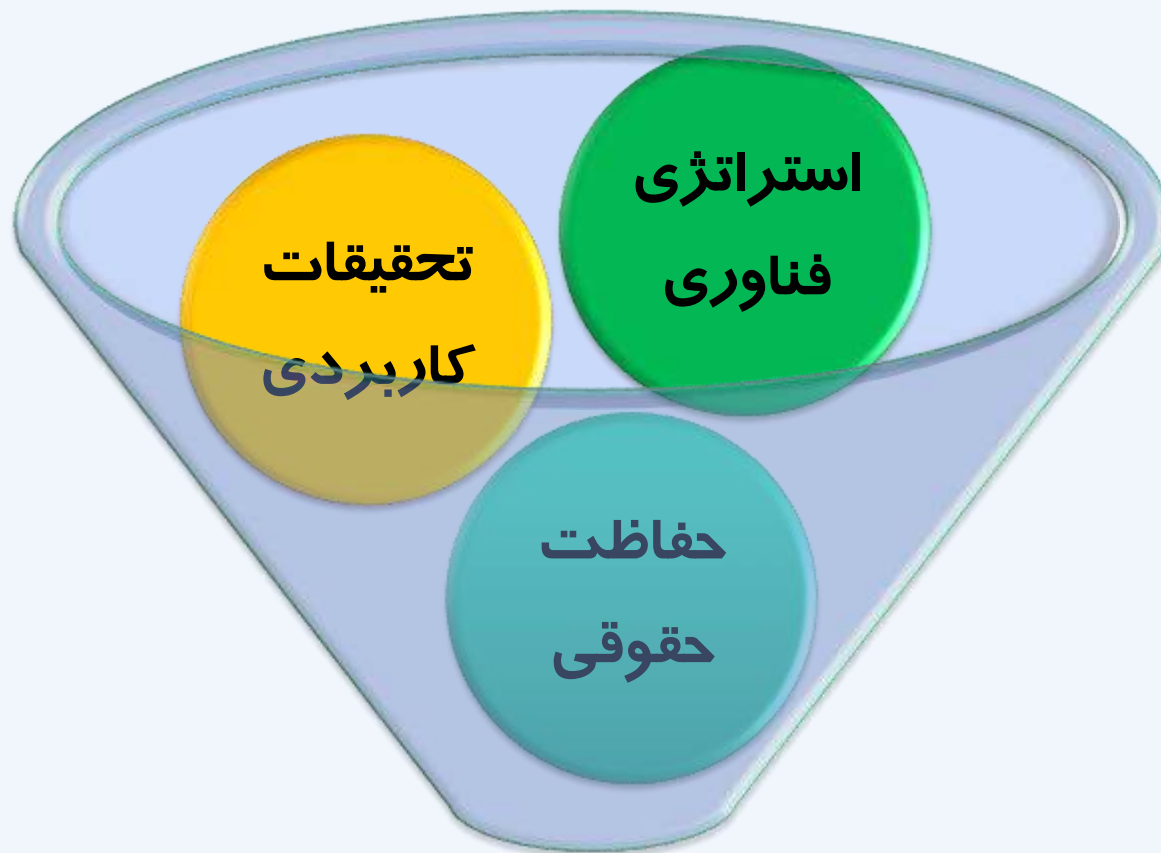 استراتژی
فناوری
تحقیقات
کاربردی
حفاظت
حقوقی